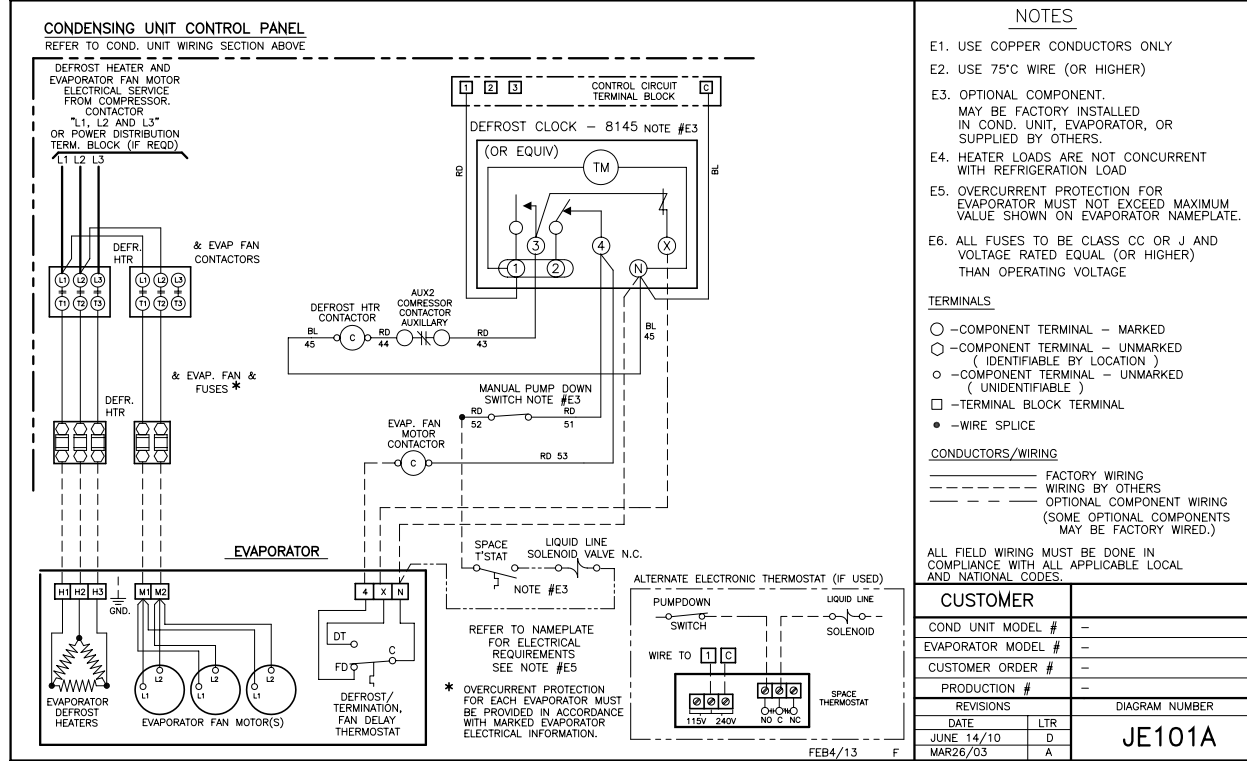 CONDENSING UNIT CONTROL PANEL
REFER TO COND. UNIT WIRING SECTION ABOVE
DEFROST HEATER AND
EVAPORATOR FAN MOTOR
ELECTRICAL SERVICE
FROM COMPRESSOR.
CONTACTOR
"L1, L2 AND L3"
OR POWER DISTRIBUTION
TERM. BLOCK (IF REQD)
L1 L2 L3
DEFR.
HTR
& EVAP FAN
CONTACTORS
L1 L2 L3
T1 T2 T3
L1 L2 L3
T1 T2 T3
& EVAP. FAN &
FUSES *
DEFR.
HTR
1 2 3
CONTROL CIRCUIT
TERMINAL BLOCK
C
DEFROST CLOCK – 8145 NOTE #E3
(OR EQUIV)
TM
RD
BL
3
4
X
1
2
N
DEFROST HTR
CONTACTOR
AUX2
COMRESSOR
CONTACTOR
AUXILLARY
BL
45
C
RD
44
RD
43
BL
45
MANUAL PUMP DOWN
SWITCH NOTE #E3
RD
52
RD
51
EVAP. FAN
MOTOR
CONTACTOR
C
RD 53
EVAPORATOR
H1 H2 H3
GND.
M1 M2
4 X N
L2
L1
L2
L1
L2
L1
EVAPORATOR
DEFROST
HEATERS
EVAPORATOR FAN MOTOR(S)
DT
C
FD
DEFROST/
TERMINATION,
FAN DELAY
THERMOSTAT
SPACE
T'STAT
LIQUID LINE
SOLENOID VALVE N.C.
NOTE #E3
REFER TO NAMEPLATE
FOR ELECTRICAL
REQUIREMENTS
SEE NOTE #E5
* OVERCURRENT PROTECTION
FOR EACH EVAPORATOR MUST
BE PROVIDED IN ACCORDANCE
WITH MARKED EVAPORATOR
ELECTRICAL INFORMATION.
ALTERNATE ELECTRONIC THERMOSTAT (IF USED)
PUMPDOWN
SWITCH
LIQUID LINE
SOLENOID
WIRE TO 1 C
115V 240V
NO C NC
SPACE
THERMOSTAT
FEB4/13 F
NOTES
E1. USE COPPER CONDUCTORS ONLY
E2. USE 75°C WIRE (OR HIGHER)
E3. OPTIONAL COMPONENT.
MAY BE FACTORY INSTALLED
IN COND. UNIT, EVAPORATOR, OR
SUPPLIED BY OTHERS.
E4. HEATER LOADS ARE NOT CONCURRENT
WITH REFRIGERATION LOAD
E5. OVERCURRENT PROTECTION FOR
EVAPORATOR MUST NOT EXCEED MAXIMUM
VALUE SHOWN ON EVAPORATOR NAMEPLATE.
E6. ALL FUSES TO BE CLASS CC OR J AND
VOLTAGE RATED EQUAL (OR HIGHER)
THAN OPERATING VOLTAGE
TERMINALS
–COMPONENT TERMINAL – MARKED
–COMPONENT TERMINAL – UNMARKED
( IDENTIFIABLE BY LOCATION )
–COMPONENT TERMINAL – UNMARKED
( UNIDENTIFIABLE )
–TERMINAL BLOCK TERMINAL
–WIRE SPLICE
CONDUCTORS/WIRING
FACTORY WIRING
WIRING BY OTHERS
OPTIONAL COMPONENT WIRING
(SOME OPTIONAL COMPONENTS
MAY BE FACTORY WIRED.)
ALL FIELD WIRING MUST BE DONE IN
COMPLIANCE WITH ALL APPLICABLE LOCAL
AND NATIONAL CODES.
CUSTOMER
COND UNIT MODEL # –
EVAPORATOR MODEL # –
CUSTOMER ORDER # –
PRODUCTION # –
REVISIONS
DIAGRAM NUMBER
DATE LTR
JUNE 14/10 D
MAR26/03 A
JE101A